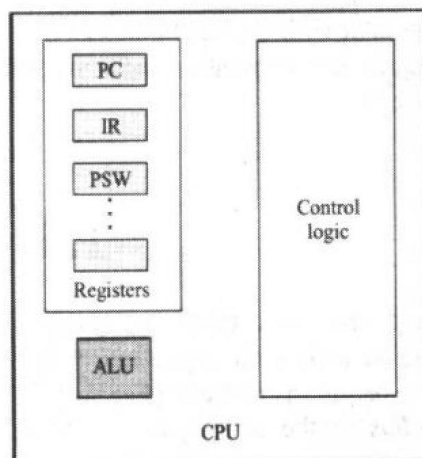 PC
IR
PSW
Registers
ALU
Control
logic
CPU